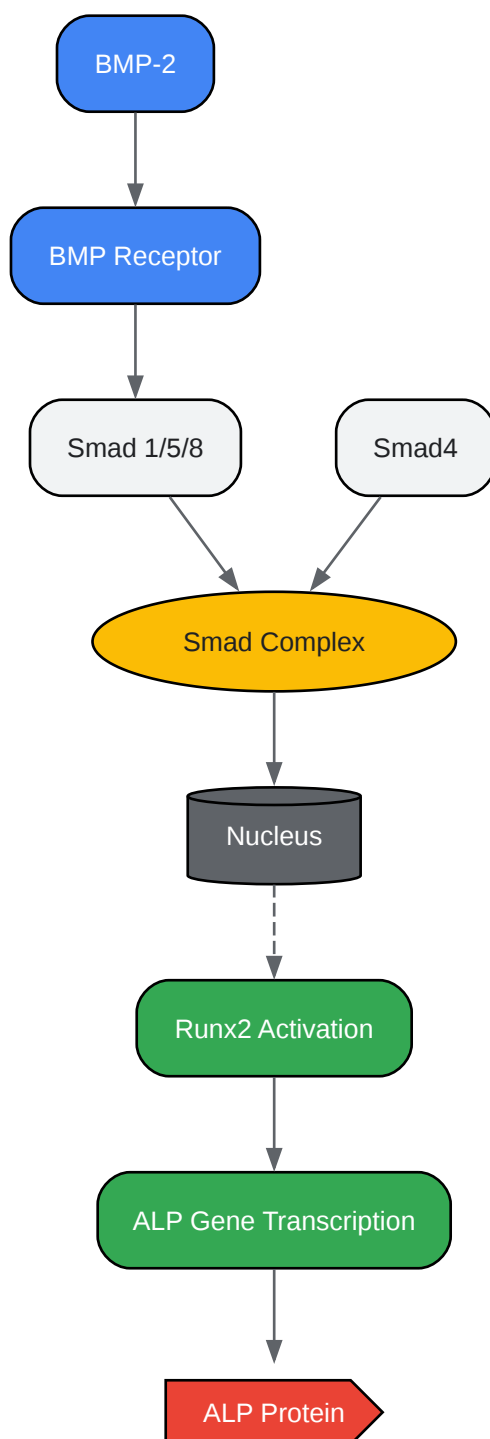 BMP-2
BMP Receptor
Smad 1/5/8
Smad4
Smad Complex
Nucleus
Runx2 Activation
ALP Gene Transcription
ALP Protein